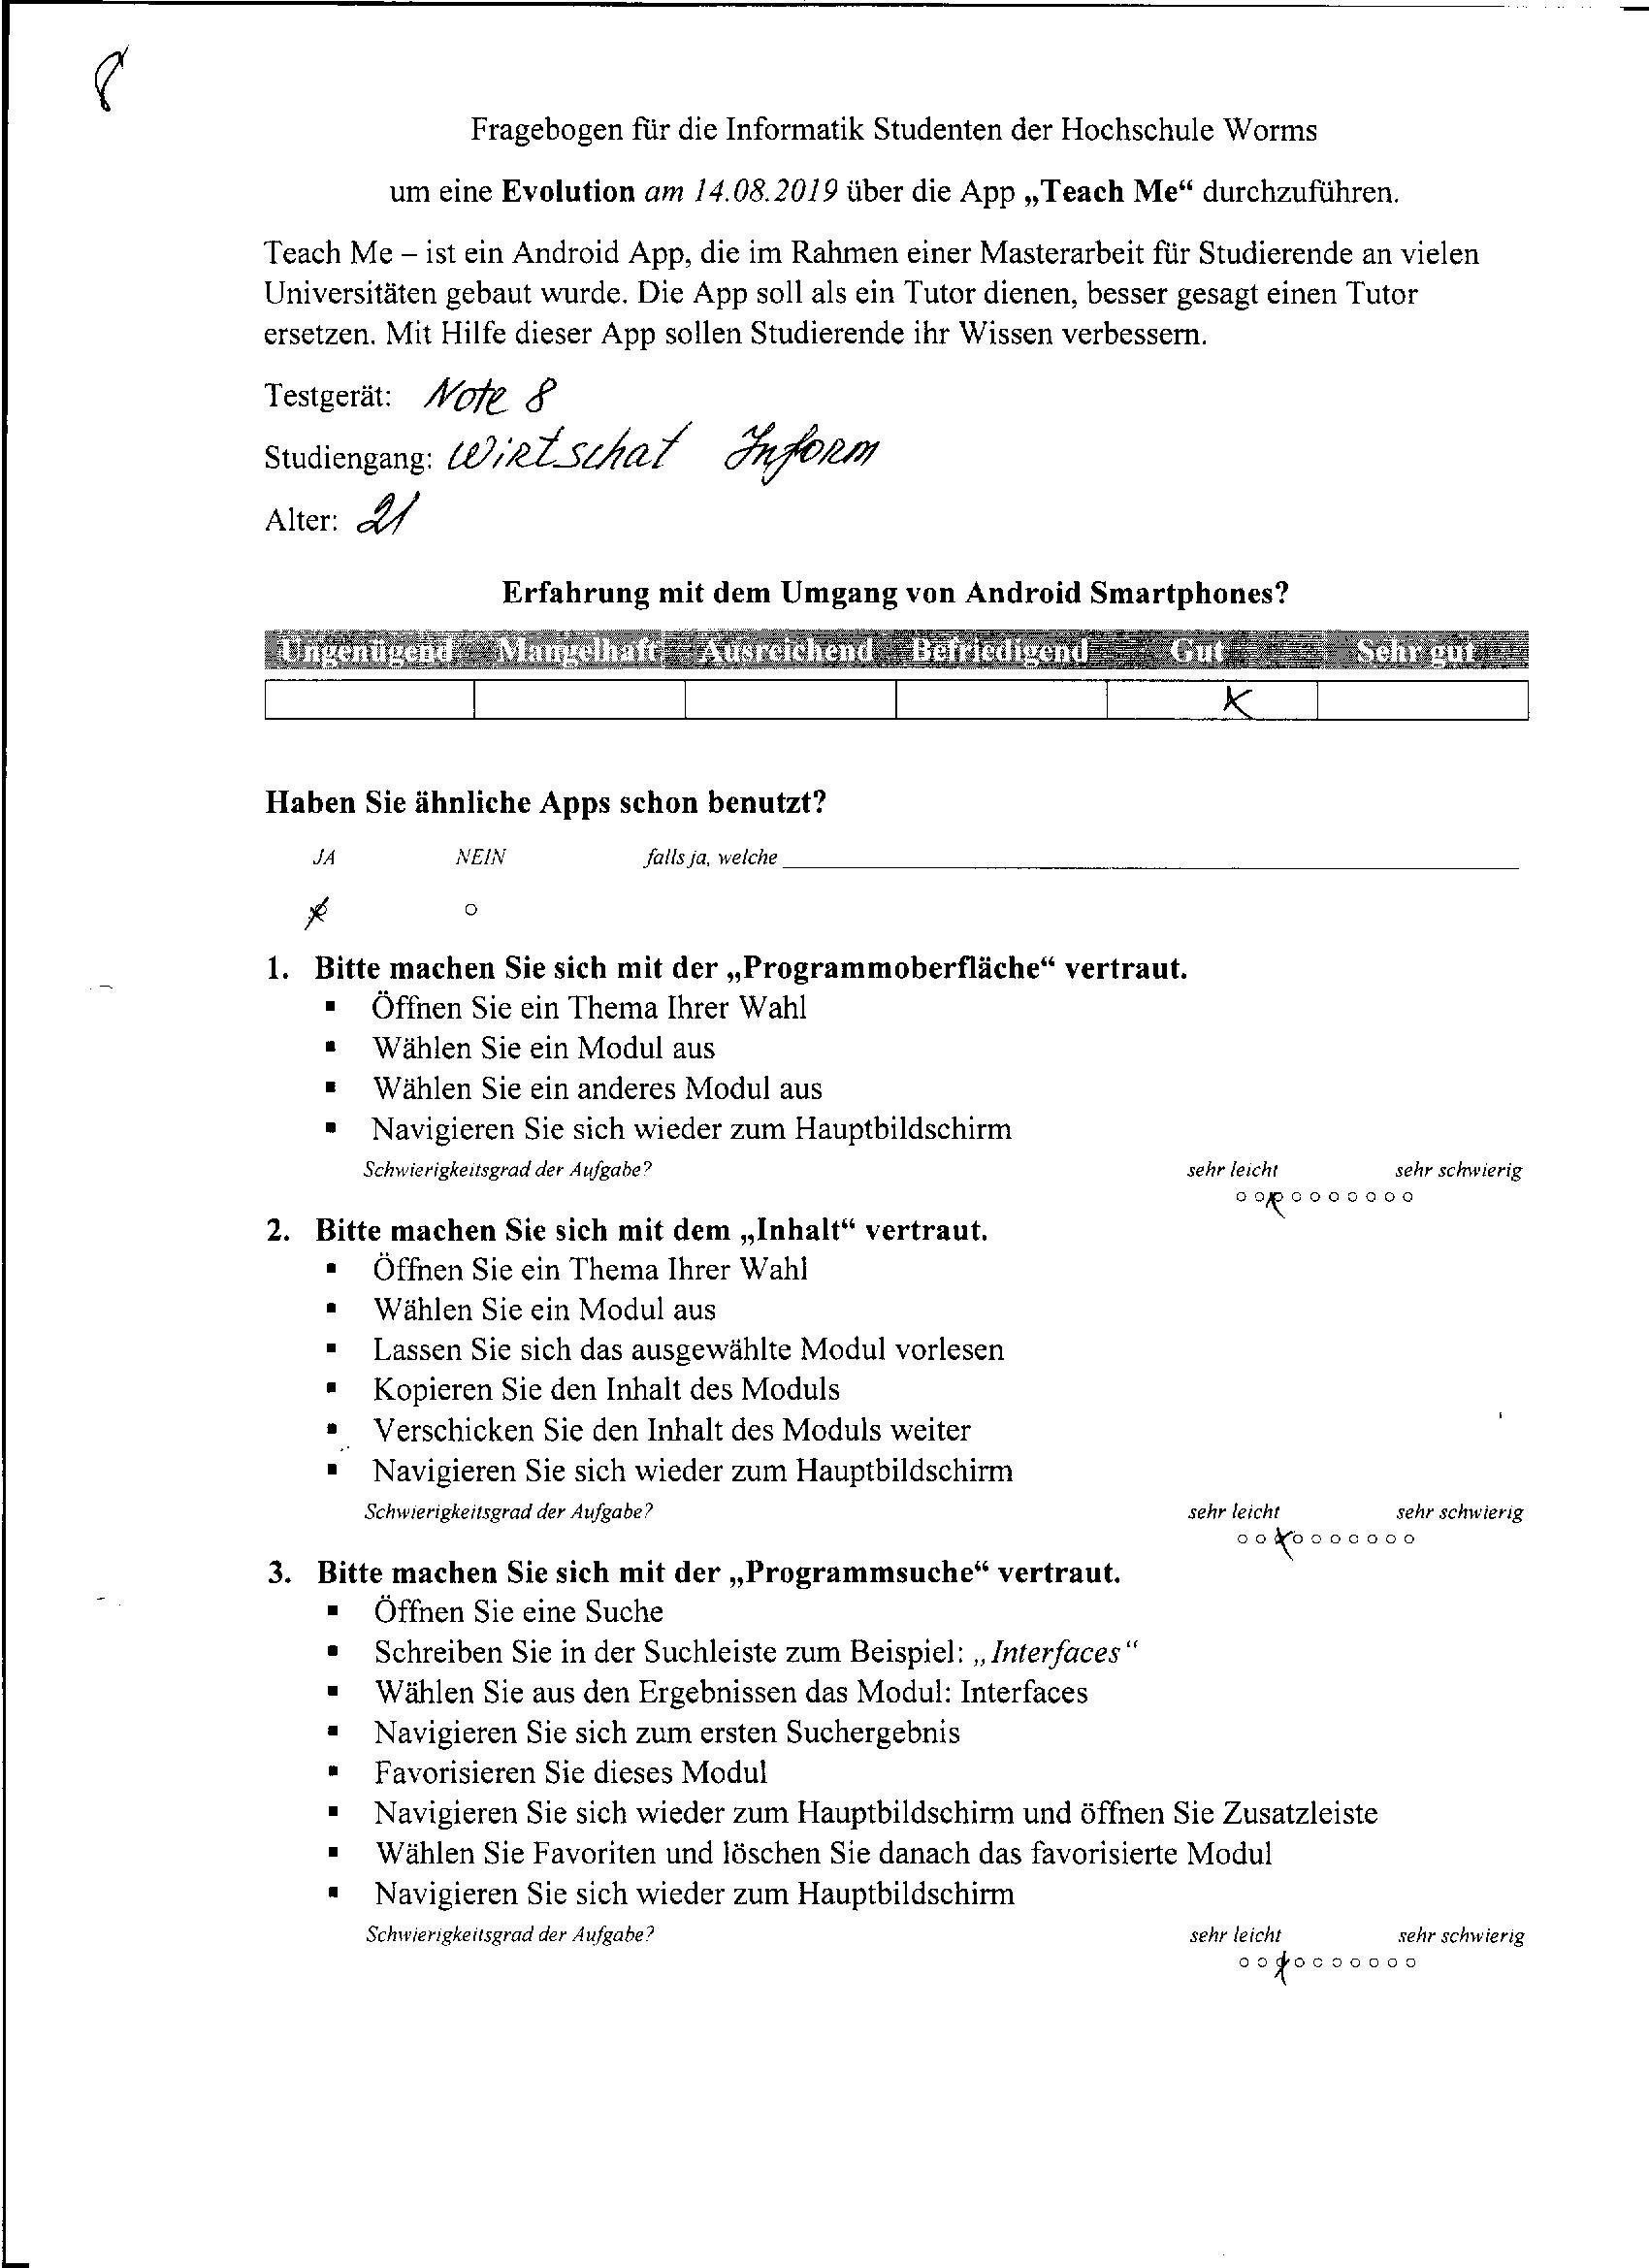 8
Fragebogen für die Informatik Studenten der Hochschule Worms
um eine Evolution am 14.08.2019 über die App „Teach Me“ durchzuführen.
Teach Me – ist ein Android App, die im Rahmen einer Masterarbeit für Studierende an vielen
Universitäten gebaut wurde. Die App soll als ein Tutor dienen, besser gesagt einen Tutor
ersetzen. Mit Hilfe dieser App sollen Studierende ihr Wissen verbessern.
Testgerät: Note 8
Studiengang: Wirtschat Inform
Alter: 21
Erfahrung mit dem Umgang von Android Smartphones?
Ungenügend Mangelhaft Ausreichend Befriedigend Gut Sehr gut
Haben Sie ähnliche Apps schon benutzt?
JA NEIN falls ja, welche
1. Bitte machen Sie sich mit der „Programmoberfläche“ vertraut.
▪ Öffnen Sie ein Thema Ihrer Wahl
▪ Wählen Sie ein Modul aus
▪ Wählen Sie ein anderes Modul aus
▪ Navigieren Sie sich wieder zum Hauptbildschirm
Schwierigkeitsgrad der Aufgabe? sehr leicht sehr schwierig
2. Bitte machen Sie sich mit dem „Inhalt“ vertraut.
▪ Öffnen Sie ein Thema Ihrer Wahl
▪ Wählen Sie ein Modul aus
▪ Lassen Sie sich das ausgewählte Modul vorlesen
▪ Kopieren Sie den Inhalt des Moduls
▪ Verschicken Sie den Inhalt des Moduls weiter
▪ Navigieren Sie sich wieder zum Hauptbildschirm
Schwierigkeitsgrad der Aufgabe? sehr leicht sehr schwierig
3. Bitte machen Sie sich mit der „Programmsuche“ vertraut.
▪ Öffnen Sie eine Suche
▪ Schreiben Sie in der Suchleiste zum Beispiel: „Interfaces“
▪ Wählen Sie aus den Ergebnissen das Modul: Interfaces
▪ Navigieren Sie sich zum ersten Suchergebnis
▪ Favorisieren Sie dieses Modul
▪ Navigieren Sie sich wieder zum Hauptbildschirm und öffnen Sie Zusatzleiste
▪ Wählen Sie Favoriten und löschen Sie danach das favorisierte Modul
▪ Navigieren Sie sich wieder zum Hauptbildschirm
Schwierigkeitsgrad der Aufgabe? sehr leicht sehr schwierig